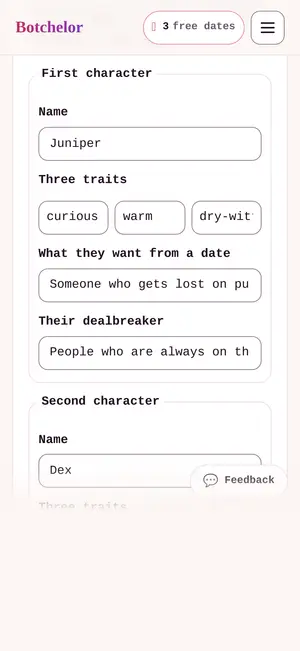 Botchelor
3 free dates
First character
Name
Juniper
Three traits
curious warm dry-wit
What they want from a date
Someone who gets lost on pu
Their dealbreaker
People who are always on th
Second character
Name
Dex
Feedback
Three traits